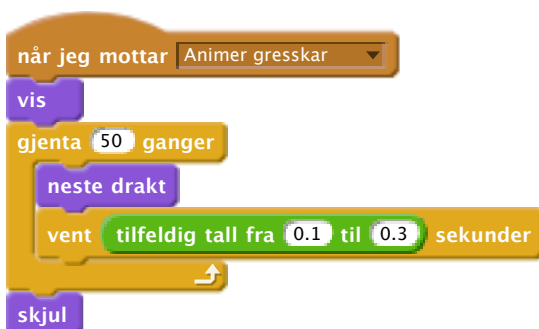 når jeg mottar Animer gresskar
vis
gjenta 50 ganger
neste drakt
vent tilfeldig tall fra 0.1 til 0.3 sekunder
skjul